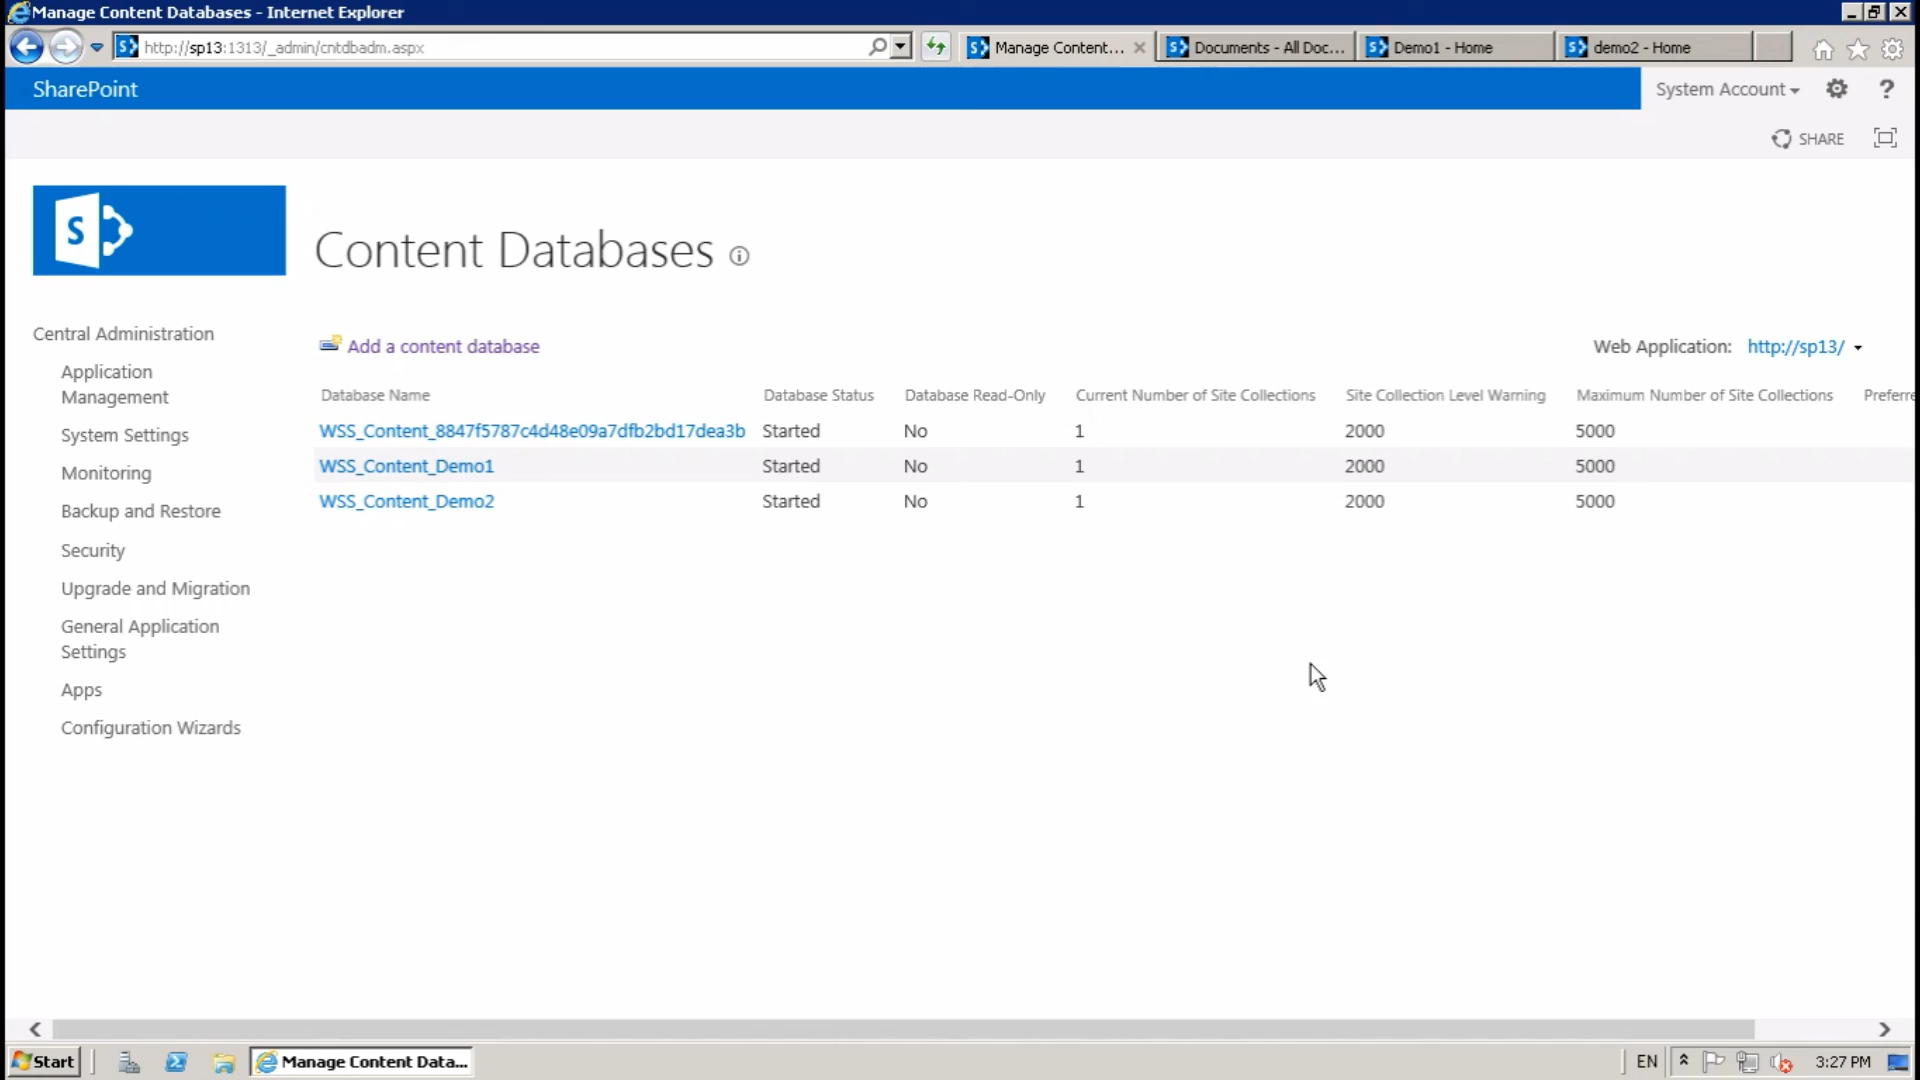 Manage Content Databases - Internet Explorer
http://sp13:1313/_admin/cntdbadm.aspx
Manage Content...
Documents - All Doc...
Demo1 - Home
demo2 - Home
SharePoint
System Account
?
SHARE
S
Content Databases
Central Administration
Application Management
System Settings
Monitoring
Backup and Restore
Security
Upgrade and Migration
General Application Settings
Apps
Configuration Wizards
Add a content database
Web Application: http://sp13/
Database Name Database Status Database Read-Only Current Number of Site Collections Site Collection Level Warning Maximum Number of Site Collections Preferre
WSS_Content_8847f5787c4d48e09a7dfb2bd17dea3b Started No 1 2000 5000
WSS_Content_Demo1 Started No 1 2000 5000
WSS_Content_Demo2 Started No 1 2000 5000
Start
Manage Content Data...
EN
3:27 PM